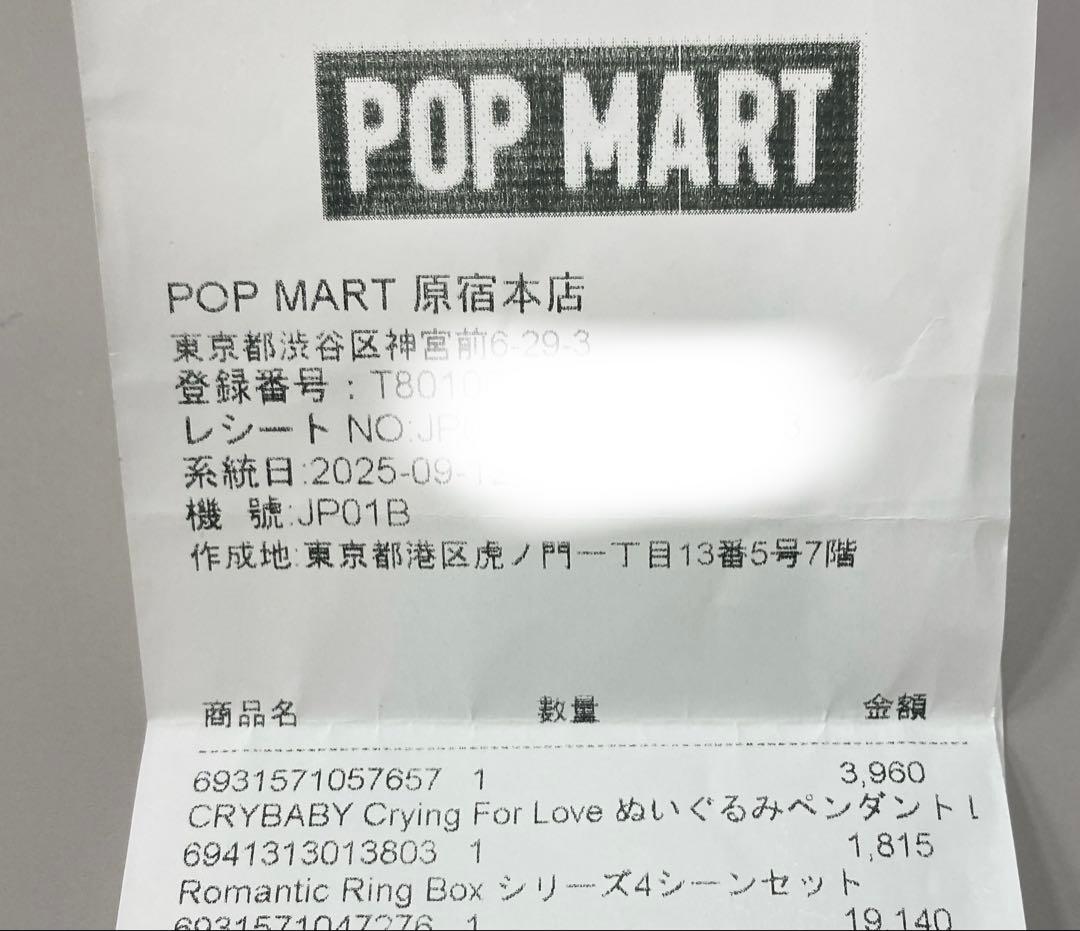 POP MART
POP MART 原宿本店
東京都渋谷区神宮前6-29-3
登録番号 : T8010
レシート NO:JP
系統日:2025-09-12
機 號:JP01B
作成地:東京都港区虎ノ門一丁目13番5号7階
商品名 数量 金額
6931571057657 1 3,960
CRYBABY Crying For Love ぬいぐるみペンダント L
6941313013803 1 1,815
Romantic Ring Box シリーズ4シーンセット
6931571047276 1 19,140